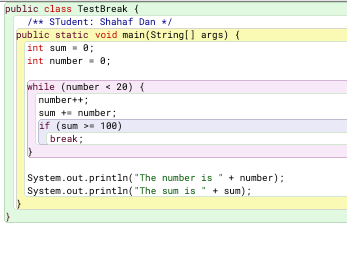 public class TestBreak {
/** STudent: Shahaf Dan */
public static void main(String[] args) {
int sum = 0;
int number = 0;
while (number < 20) {
number++;
sum += number;
if (sum >= 100)
break;
}
System.out.println("The number is " + number);
System.out.println("The sum is " + sum);
}
}